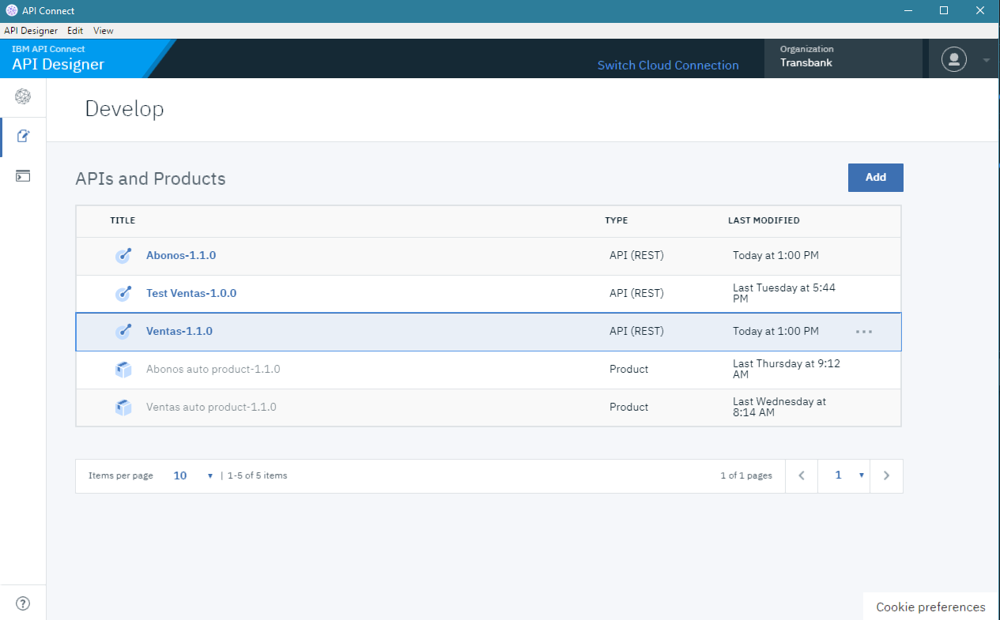 API Connect
API Designer Edit View
IBM API Connect
API Designer
Switch Cloud Connection
Organization
Transbank
Develop
APIs and Products
Add
TITLE TYPE LAST MODIFIED
Abonos-1.1.0 API (REST) Today at 1:00 PM
Test Ventas-1.0.0 API (REST) Last Tuesday at 5:44
PM
Ventas-1.1.0 API (REST) Today at 1:00 PM
Abonos auto product-1.1.0 Product Last Thursday at 9:12
AM
Ventas auto product-1.1.0 Product Last Wednesday at
8:14 AM
Items per page 10 | 1-5 of 5 items 1 of 1 pages 1
Cookie preferences